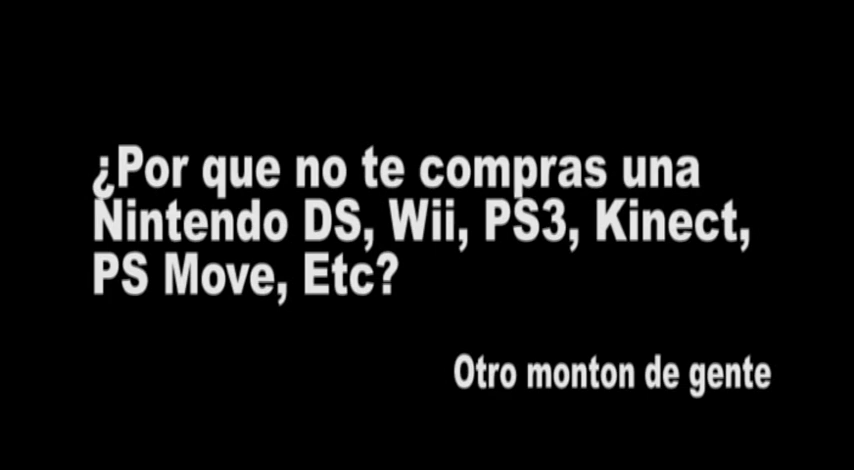 ¿Por que no te compras una
Nintendo DS, Wii, PS3, Kinect,
PS Move, Etc?
Otro monton de gente